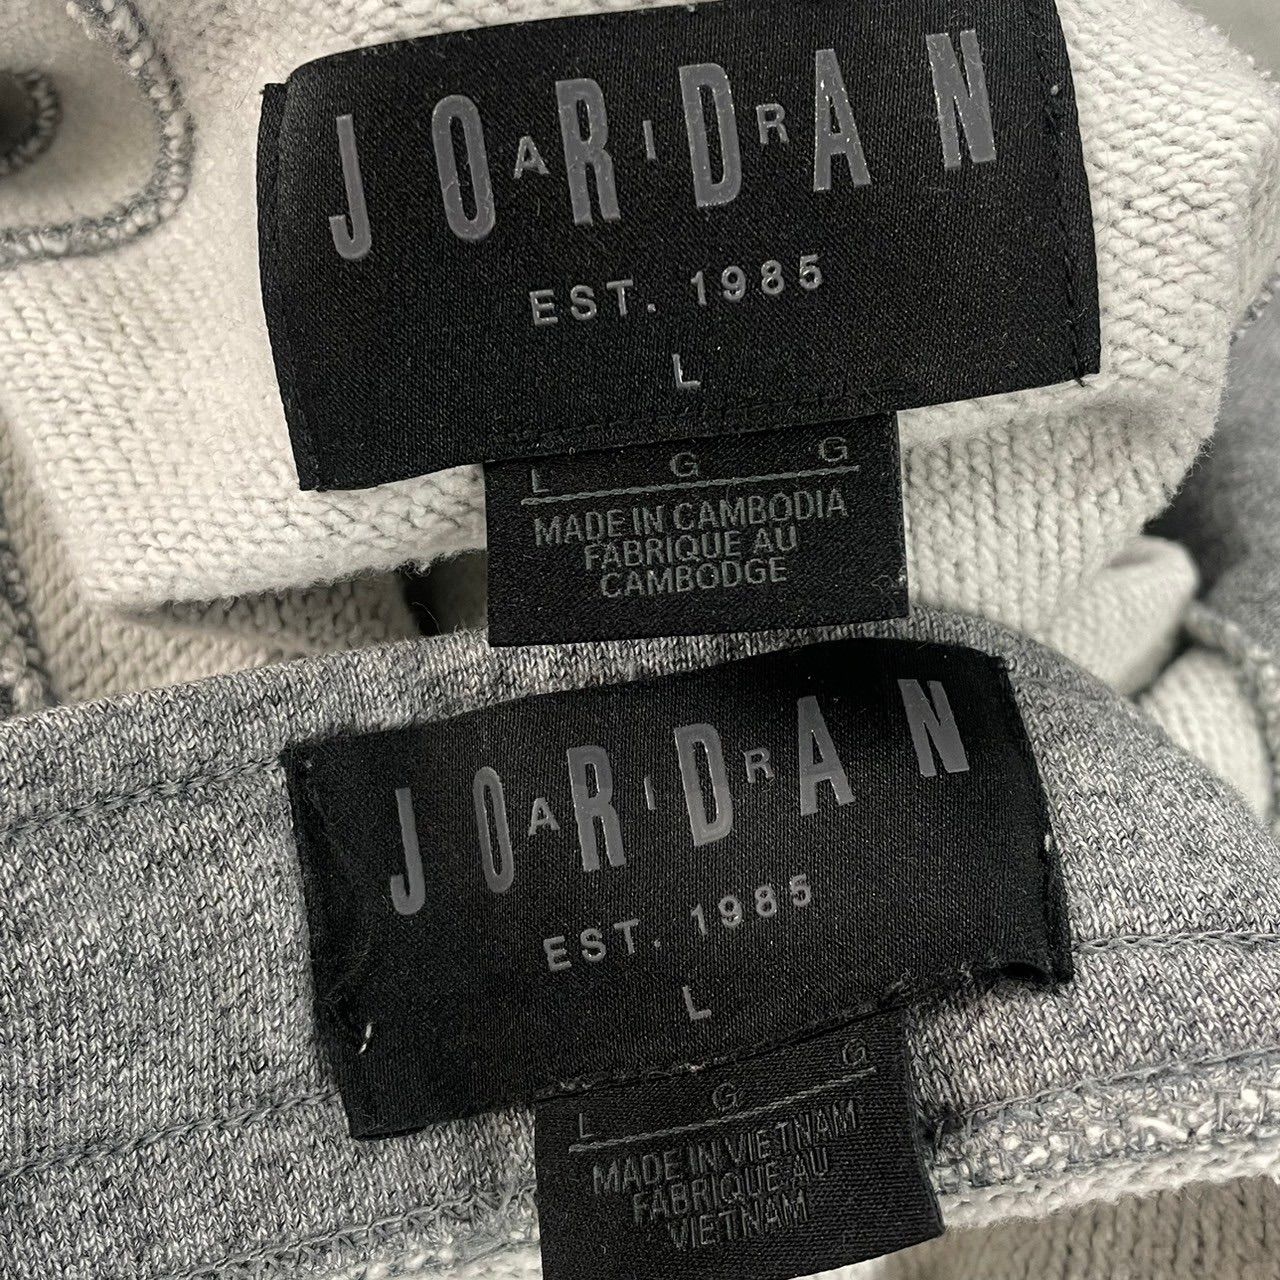 JORDAN
AIR
EST. 1985
L
L G G
MADE IN CAMBODIA
FABRIQUE AU
CAMBODGE
JORDAN
AIR
EST. 1985
L
L G G
MADE IN VIETNAM
FABRIQUE AU
VIETNAM